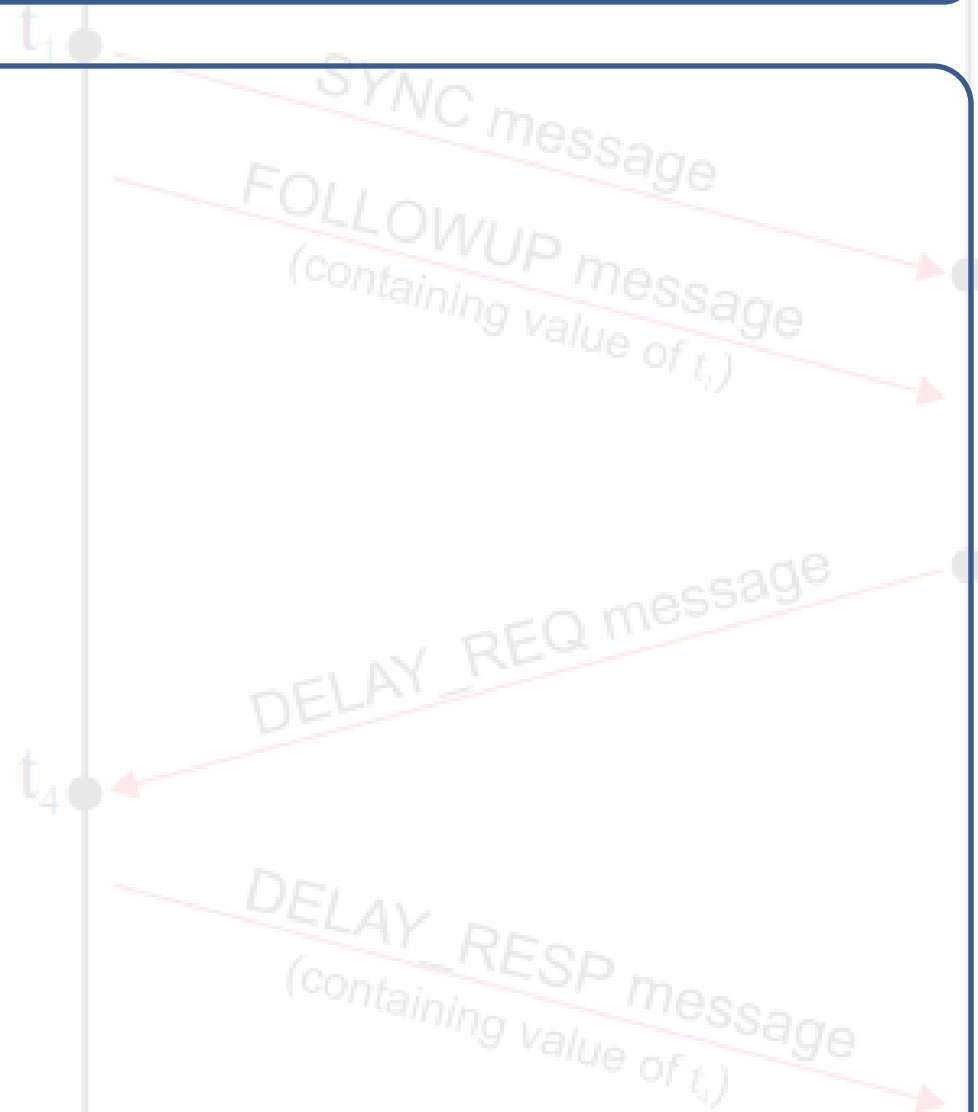 t₁
SYNC message
FOLLOWUP message
(containing value of t₁)
DELAY_REQ message
t₄
DELAY_RESP message
(containing value of t₄)